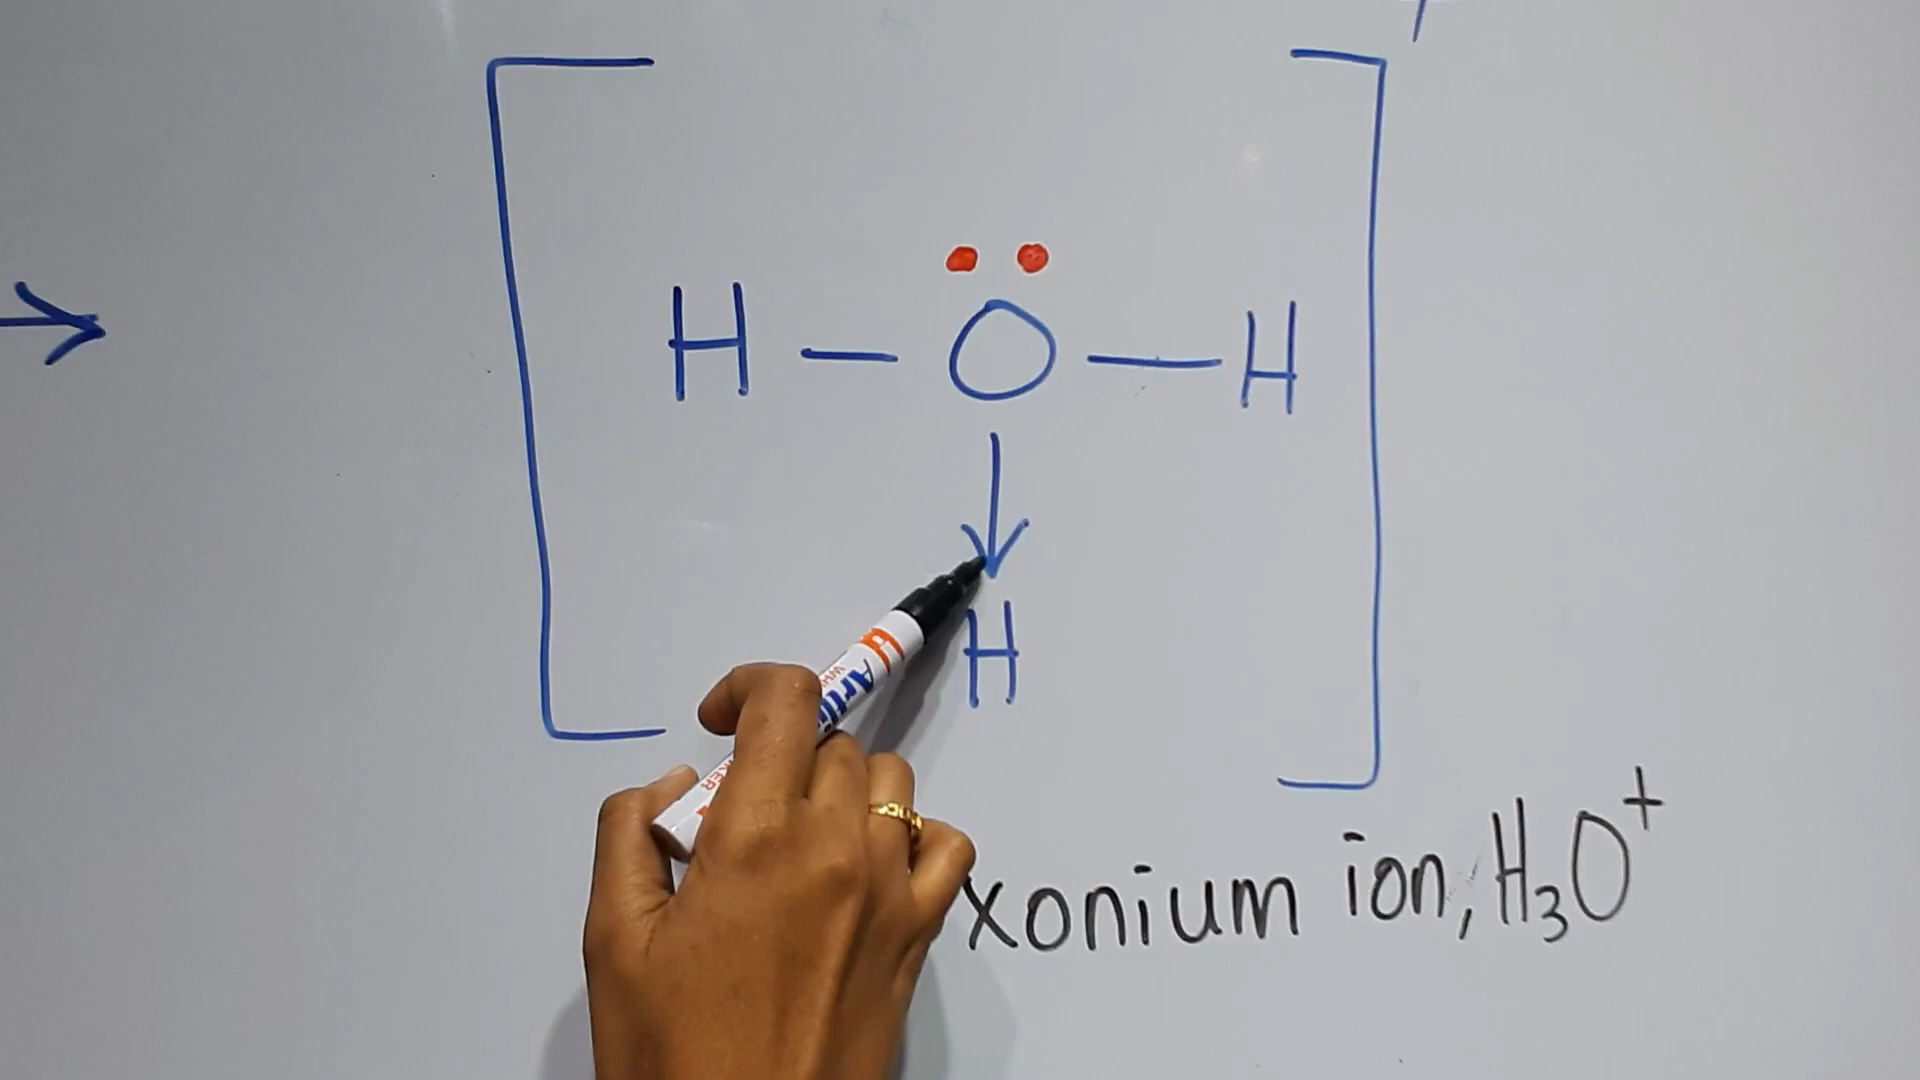 H — O — H
H
xonium ion, H₃O⁺